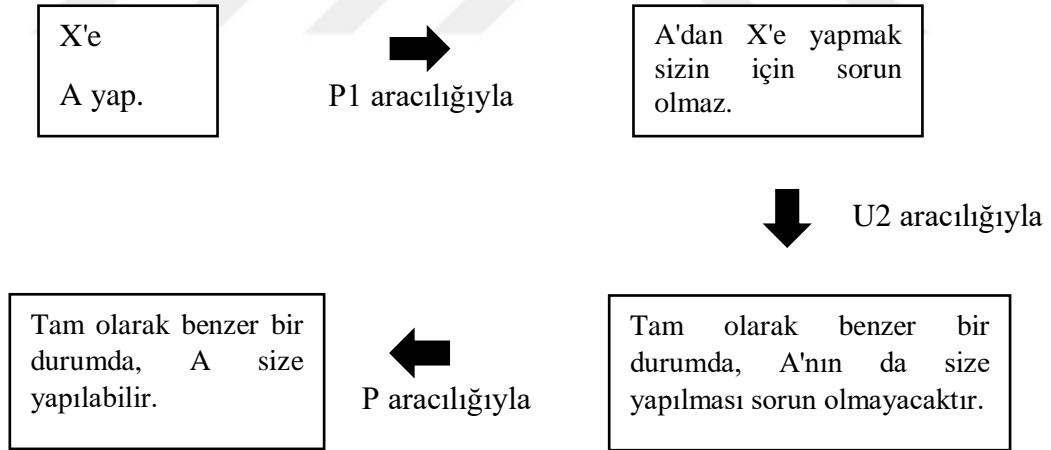 X'e
A yap.
P1 aracılığıyla
A'dan X'e yapmak
sizin için sorun
olmaz.
U2 aracılığıyla
Tam olarak benzer bir
durumda, A'nın da size
yapılması sorun olmayacaktır.
P aracılığıyla
Tam olarak benzer bir
durumda, A size
yapılabilir.